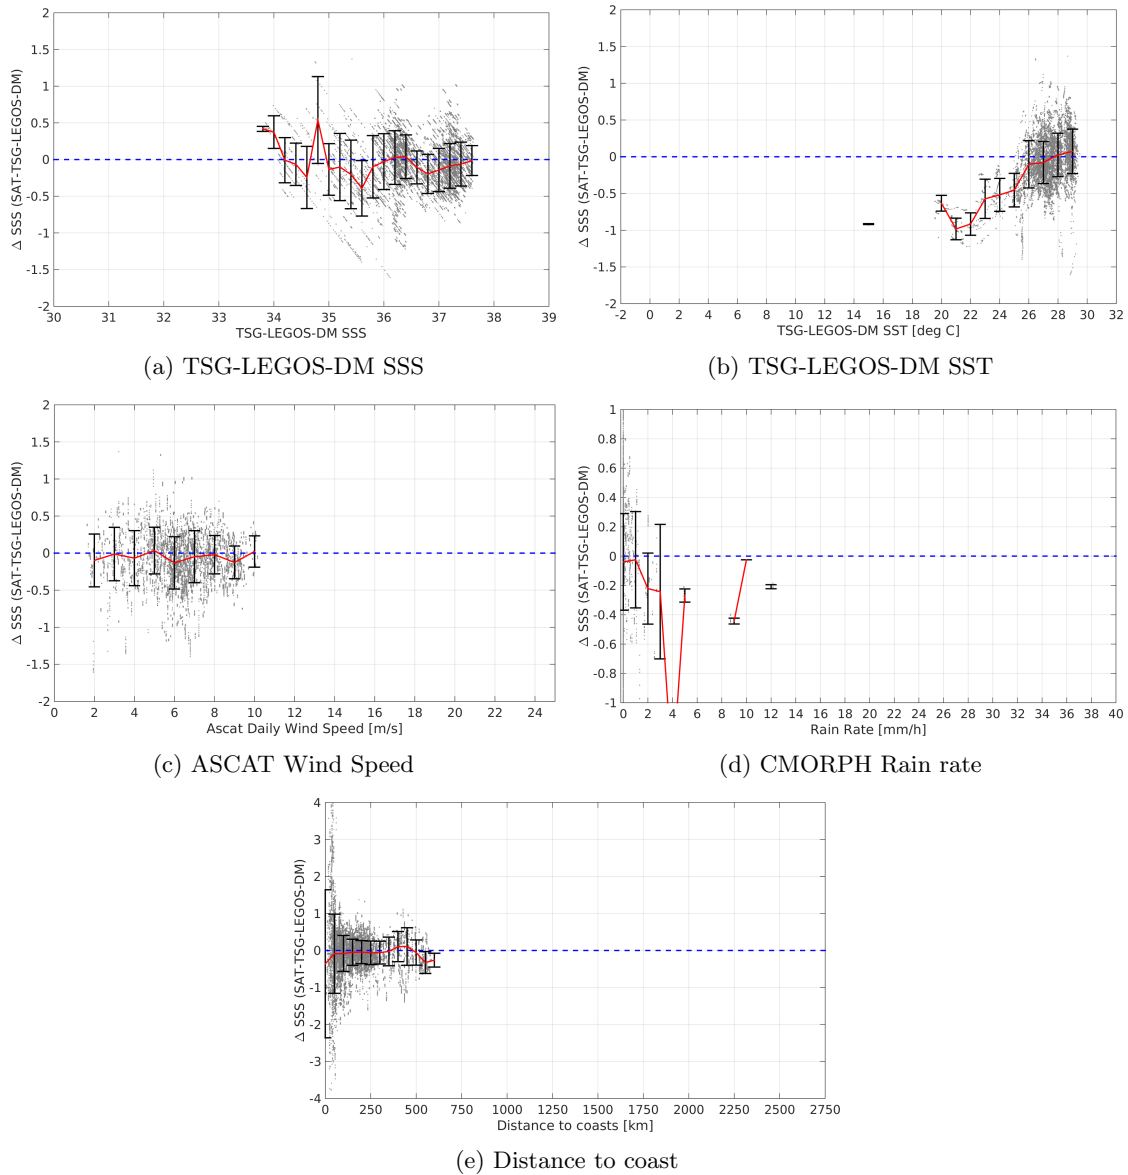 Δ SSS (SAT-TSG-LEGOS-DM)
2
1.5
1
0.5
0
-0.5
-1
-1.5
-2
30 31 32 33 34 35 36 37 38 39
TSG-LEGOS-DM SSS
(a) TSG-LEGOS-DM SSS
Δ SSS (SAT-TSG-LEGOS-DM)
2
1.5
1
0.5
0
-0.5
-1
-1.5
-2
-2 0 2 4 6 8 10 12 14 16 18 20 22 24 26 28 30 32
TSG-LEGOS-DM SST [deg C]
(b) TSG-LEGOS-DM SST
Δ SSS (SAT-TSG-LEGOS-DM)
2
1.5
1
0.5
0
-0.5
-1
-1.5
-2
0 2 4 6 8 10 12 14 16 18 20 22 24
Ascat Daily Wind Speed [m/s]
(c) ASCAT Wind Speed
Δ SSS (SAT-TSG-LEGOS-DM)
1
0.8
0.6
0.4
0.2
0
-0.2
-0.4
-0.6
-0.8
-1
0 2 4 6 8 10 12 14 16 18 20 22 24 26 28 30 32 34 36 38 40
Rain Rate [mm/h]
(d) CMORPH Rain rate
Δ SSS (SAT-TSG-LEGOS-DM)
4
3
2
1
0
-1
-2
-3
-4
0 250 500 750 1000 1250 1500 1750 2000 2250 2500 2750
Distance to coasts [km]
(e) Distance to coast